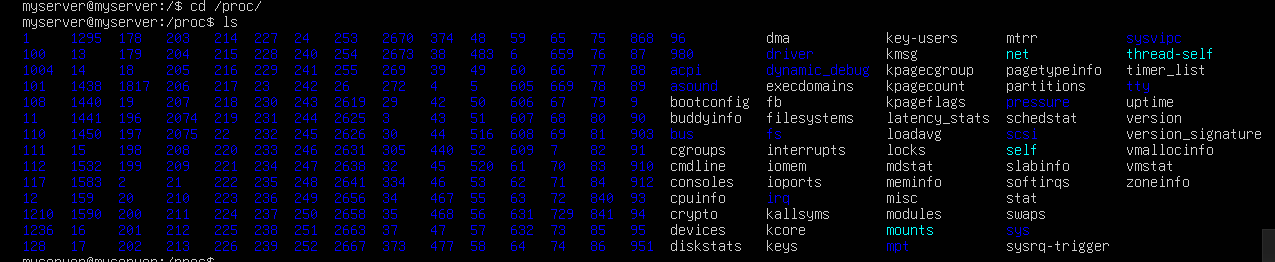 myserver@myserver:/$ cd /proc/
myserver@myserver:/proc$ ls
1 1295 178 203 214 227 24 253 2670 374 48 59 65 75 868 96 dma key-users mtrr sysvipc
100 13 179 204 215 228 240 254 2673 38 483 6 659 76 87 980 driver kmsg net thread-self
1004 14 18 205 216 229 241 255 269 39 49 60 66 77 88 acpi dynamic_debug kpagecgroup pagetypeinfo timer_list
101 1438 1817 206 217 23 242 26 272 4 5 605 669 78 89 asound execdomains kpagecount partitions tty
108 1440 19 207 218 230 243 2619 29 42 50 606 67 79 9 bootconfig fb kpageflags pressure uptime
11 1441 196 2074 219 231 244 2625 3 43 51 607 68 80 90 buddyinfo filesystems latency_stats schedstat version
110 1450 197 2075 22 232 245 2626 30 44 516 608 69 81 903 bus fs loadavg scsi version_signature
111 15 198 208 220 233 246 2631 305 440 52 609 7 82 91 cgroups interrupts locks self vmallocinfo
112 1532 199 209 221 234 247 2638 32 45 520 61 70 83 910 cmdline iomem mdstat slabinfo vmstat
117 1583 2 21 222 235 248 2641 334 46 53 62 71 84 912 consoles ioports meminfo softirqs zoneinfo
12 159 20 210 223 236 249 2656 34 467 55 63 72 840 93 cpuinfo irq misc stat
1210 1590 200 211 224 237 250 2658 35 468 56 631 729 841 94 crypto kallsyms modules swaps
1236 16 201 212 225 238 251 2663 37 47 57 632 73 85 95 devices kcore mounts sys
129 17 202 213 226 239 252 2667 373 477 58 64 74 86 951 diskstats keys mpt sysrq-trigger
myserver@myserver:/proc$